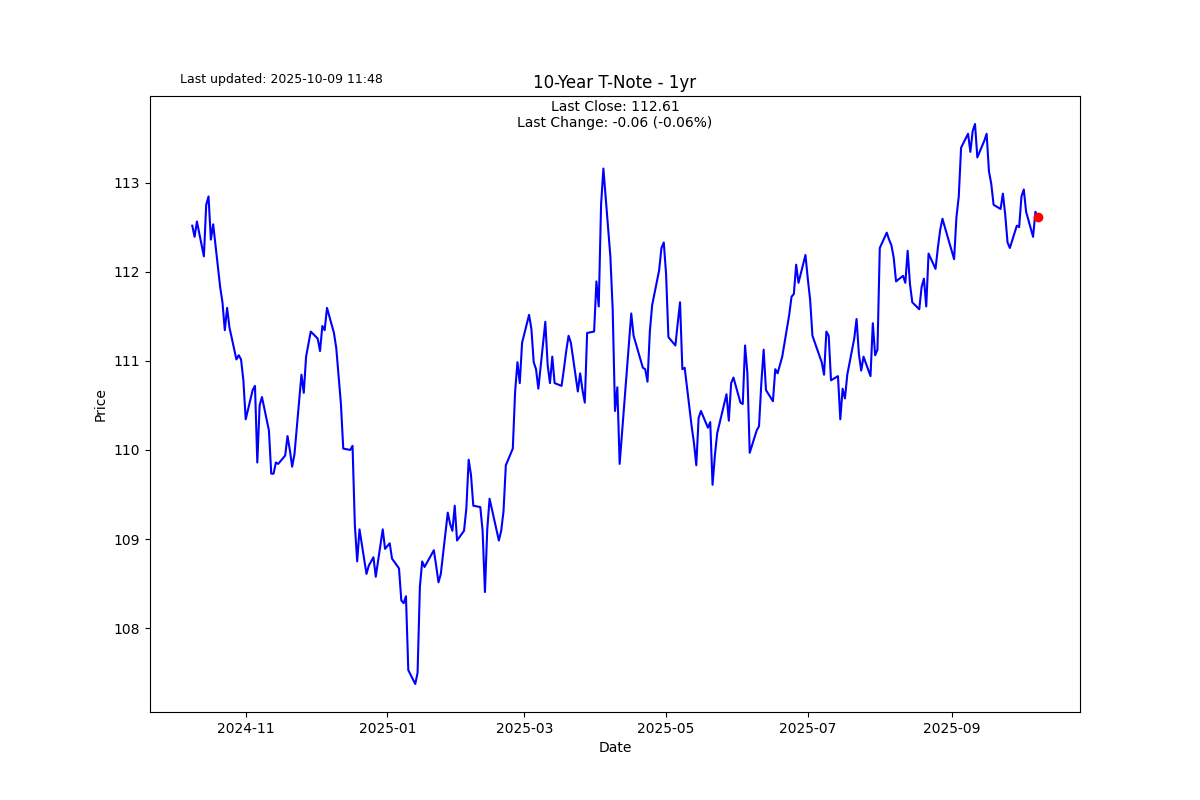 Last updated: 2025-10-09 11:48
10-Year T-Note - 1yr
Last Close: 112.61
Last Change: -0.06 (-0.06%)
Price
113
112
111
110
109
108
2024-11
2025-01
2025-03
2025-05
2025-07
2025-09
Date